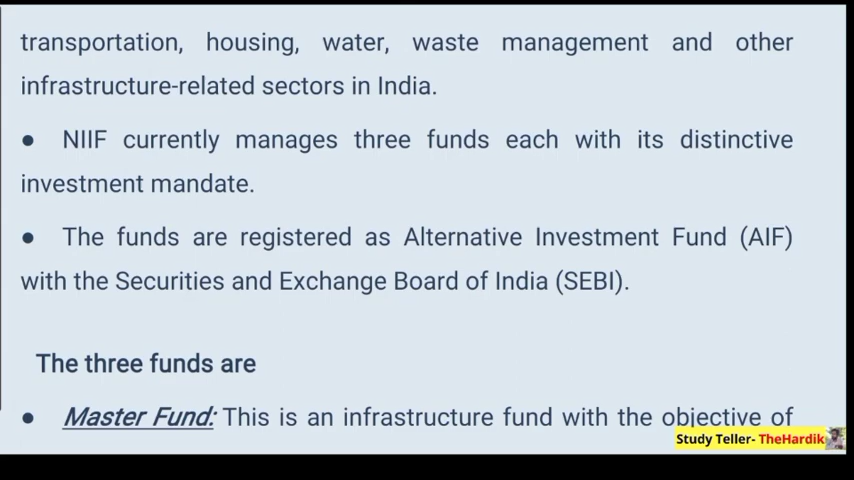 transportation, housing, water, waste management and other
infrastructure-related sectors in India.
● NIIF currently manages three funds each with its distinctive
investment mandate.
● The funds are registered as Alternative Investment Fund (AIF)
with the Securities and Exchange Board of India (SEBI).
The three funds are
● Master Fund: This is an infrastructure fund with the objective of
Study Teller- TheHardik